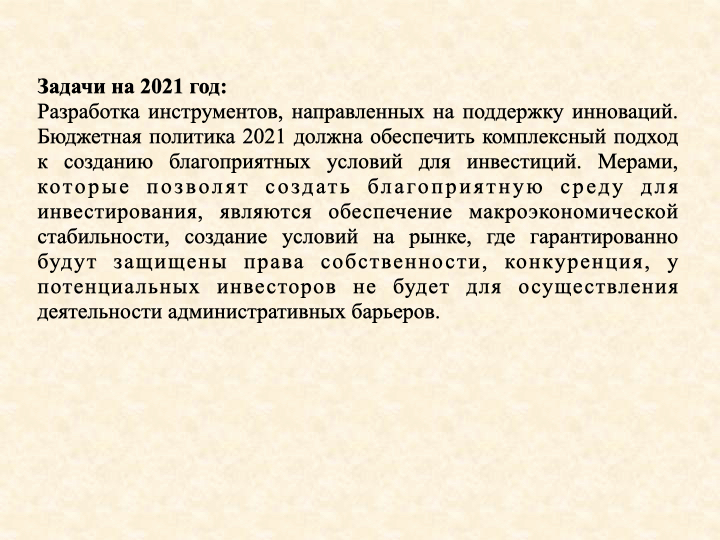 Задачи на 2021 год:
Разработка инструментов, направленных на поддержку инноваций.
Бюджетная политика 2021 должна обеспечить комплексный подход
к созданию благоприятных условий для инвестиций. Мерами,
которые позволят создать благоприятную среду для
инвестирования, являются обеспечение макроэкономической
стабильности, создание условий на рынке, где гарантированно
будут защищены права собственности, конкуренция, у
потенциальных инвесторов не будет для осуществления
деятельности административных барьеров.